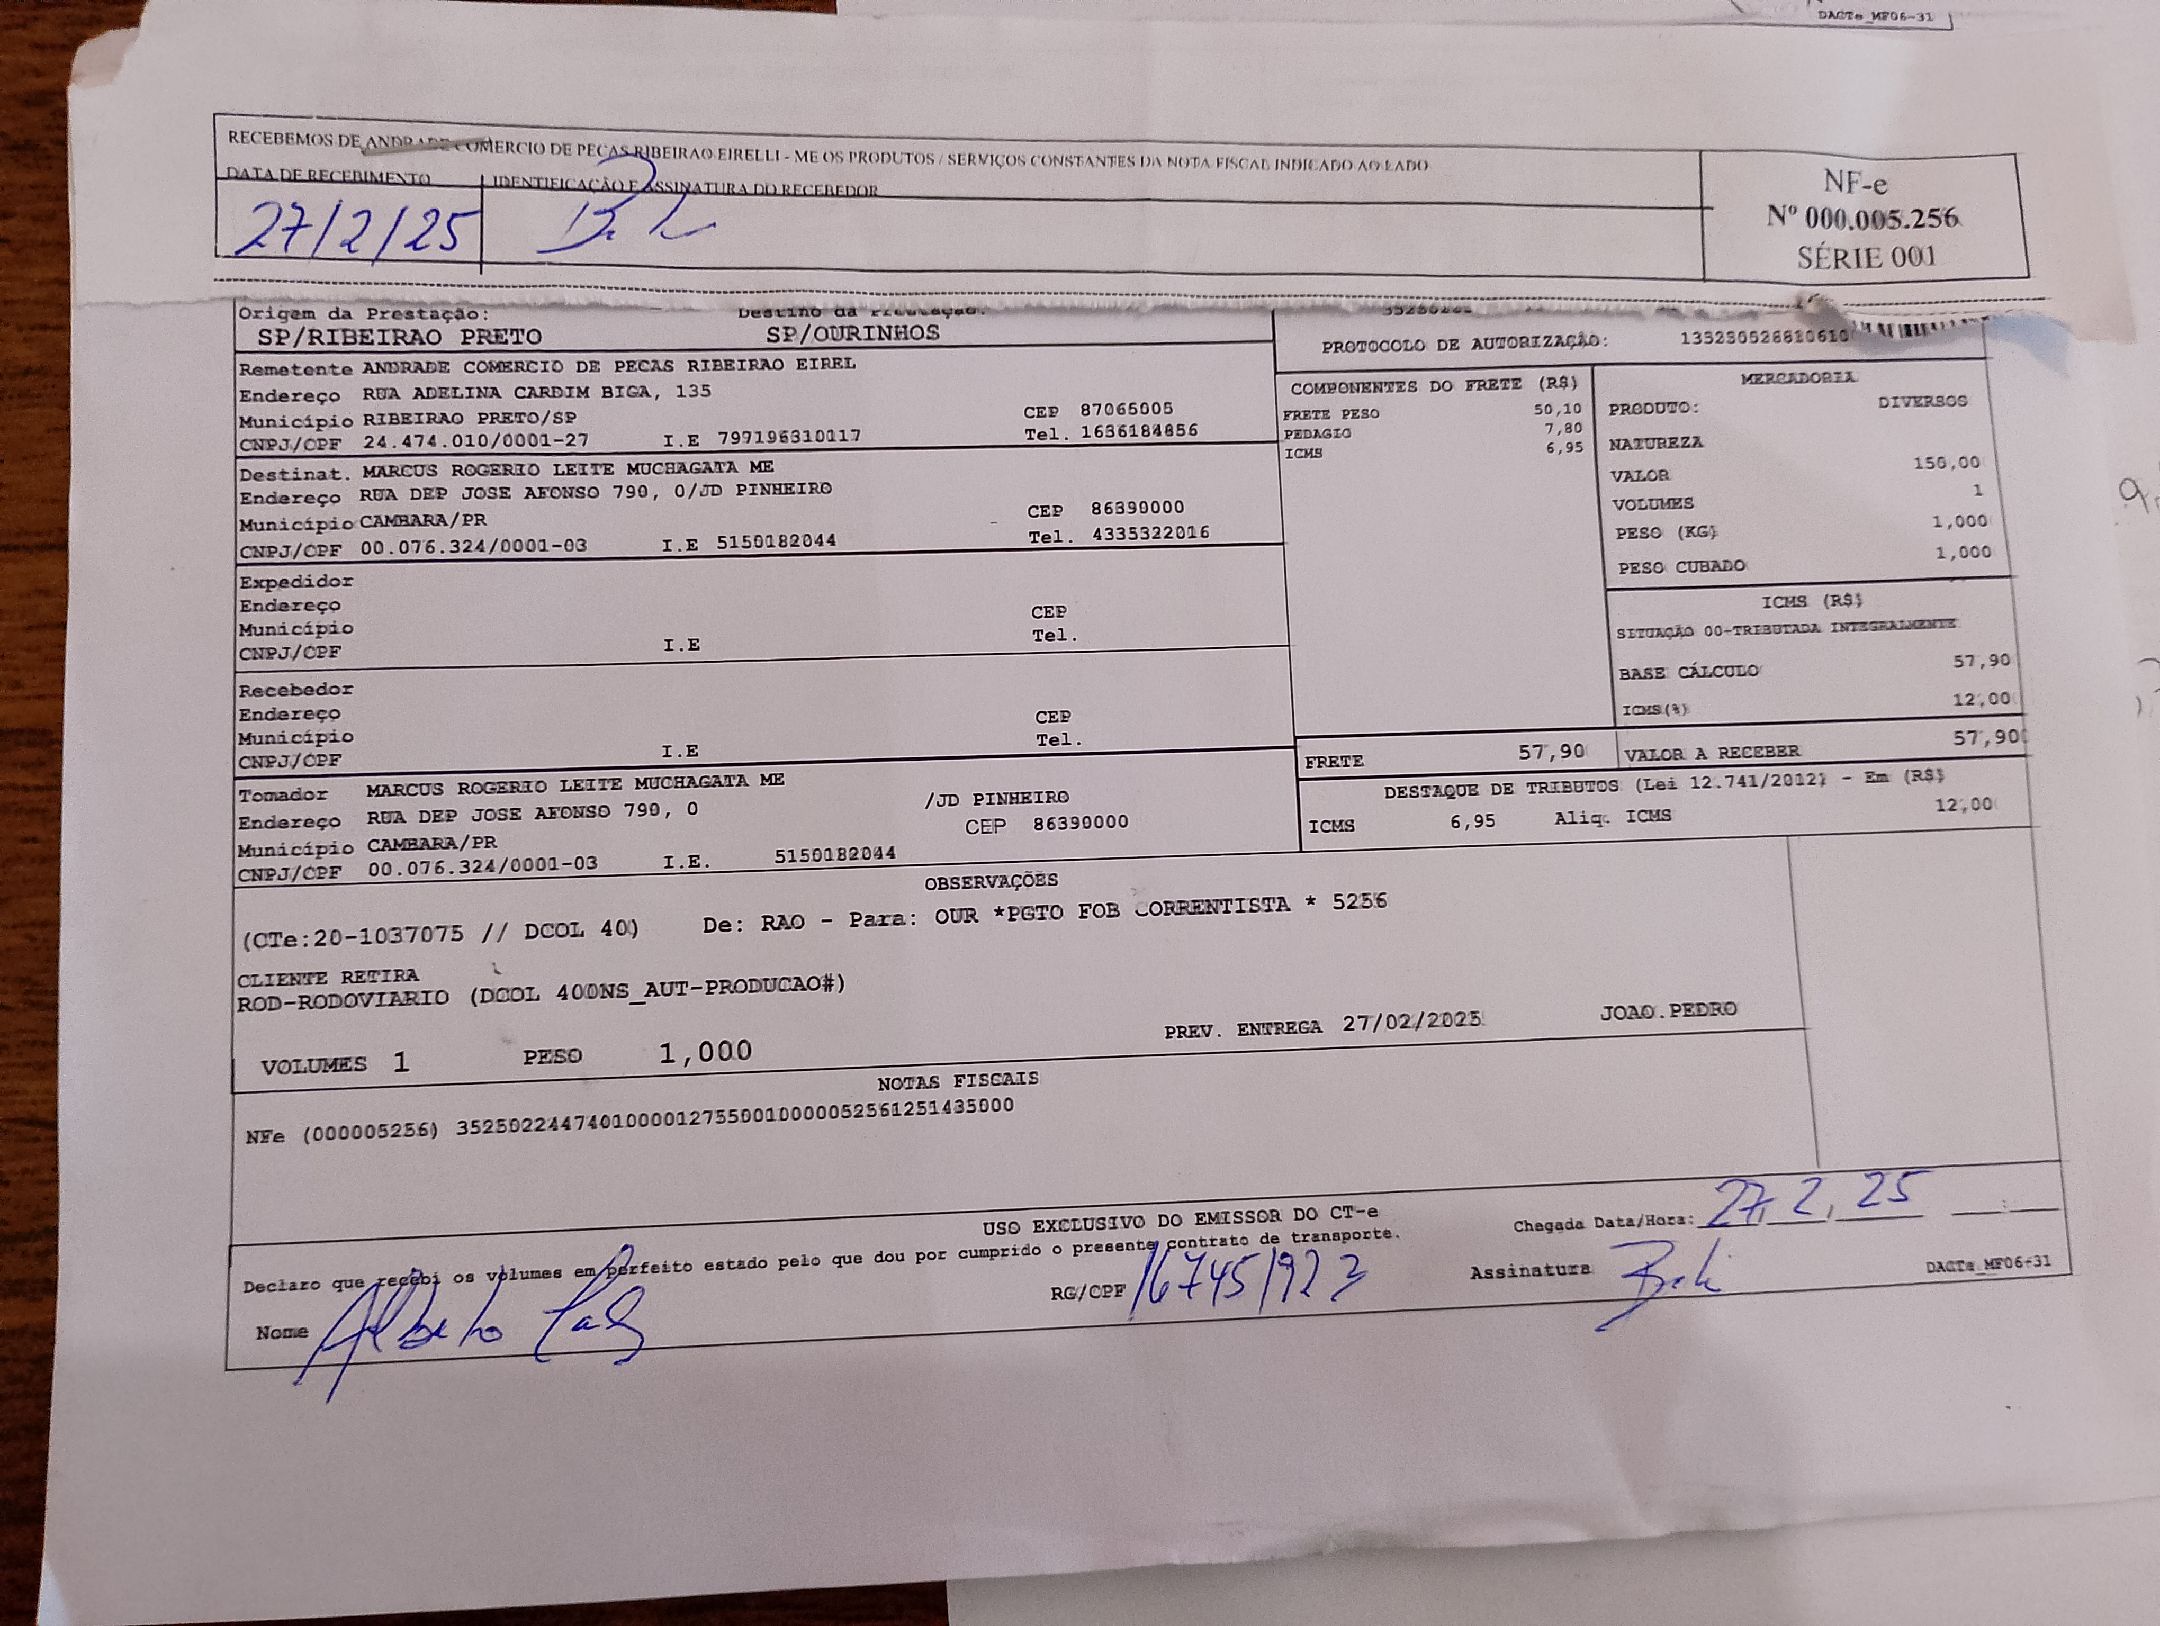 DACTe_MF06-31
RECEBEMOS DE ANDRADE COMERCIO DE PECAS RIBEIRAO EIRELLI - ME OS PRODUTOS / SERVIÇOS CONSTANTES DA NOTA FISCAL INDICADO AO LADO
DATA DE RECEBIMENTO IDENTIFICAÇÃO E ASSINATURA DO RECEBEDOR
27/2/25
NF-e
Nº 000.005.256
SÉRIE 001
Origem da Prestação: Destino da Prestação:
SP/RIBEIRAO PRETO SP/OURINHOS
PROTOCOLO DE AUTORIZAÇÃO:
Remetente ANDRADE COMERCIO DE PECAS RIBEIRAO EIREL
Endereço RUA ADELINA CARDIM BIGA, 135
Município RIBEIRAO PRETO/SP CEP 87065005
CNPJ/CPF 24.474.010/0001-27 I.E 797196310117 Tel. 1636184856
Destinat. MARCUS ROGERIO LEITE MUCHAGATA ME
Endereço RUA DEP JOSE AFONSO 790, 0/JD PINHEIRO
Município CAMBARA/PR CEP 86390000
CNPJ/CPF 00.076.324/0001-03 I.E 5150182044 Tel. 4335322016
Expedidor
Endereço
Município CEP
CNPJ/CPF I.E Tel.
Recebedor
Endereço
Município CEP
CNPJ/CPF I.E Tel.
Tomador MARCUS ROGERIO LEITE MUCHAGATA ME
Endereço RUA DEP JOSE AFONSO 790, 0 /JD PINHEIRO
Município CAMBARA/PR CEP 86390000
CNPJ/CPF 00.076.324/0001-03 I.E. 5150182044
COMPONENTES DO FRETE (R$)
FRETE PESO 50,10
PEDAGIO 7,80
ICMS 6,95
MERCADORIA
PRODUTO: DIVERSOS
NATUREZA
VALOR 150,00
VOLUMES 1
PESO (KG) 1,000
PESO CUBADO 1,000
ICMS (R$)
SITUAÇÃO 00-TRIBUTADA INTEGRALMENTE
BASE CÁLCULO 57,90
ICMS(%) 12,00
FRETE 57,90 VALOR A RECEBER 57,90
DESTAQUE DE TRIBUTOS (Lei 12.741/2012) - Em (R$)
ICMS 6,95 Aliq. ICMS 12,00
OBSERVAÇÕES
(CTe:20-1037075 // DCOL 40) De: RAO - Para: OUR *PGTO FOB CORRENTISTA * 5256
CLIENTE RETIRA
ROD-RODOVIARIO (DCOL 400NS_AUT-PRODUCAO#)
PREV. ENTREGA 27/02/2025 JOAO.PEDRO
VOLUMES 1 PESO 1,000
NOTAS FISCAIS
NFe (000005256) 35250224474010000127550010000052561251435000
USO EXCLUSIVO DO EMISSOR DO CT-e
Declaro que recebi os volumes em perfeito estado pelo que dou por cumprido o presente contrato de transporte.
Chegada Data/Hora: 27,2,25
Nome Alberto
RG/CPF 167451923
Assinatura
DACTe_MF06-31